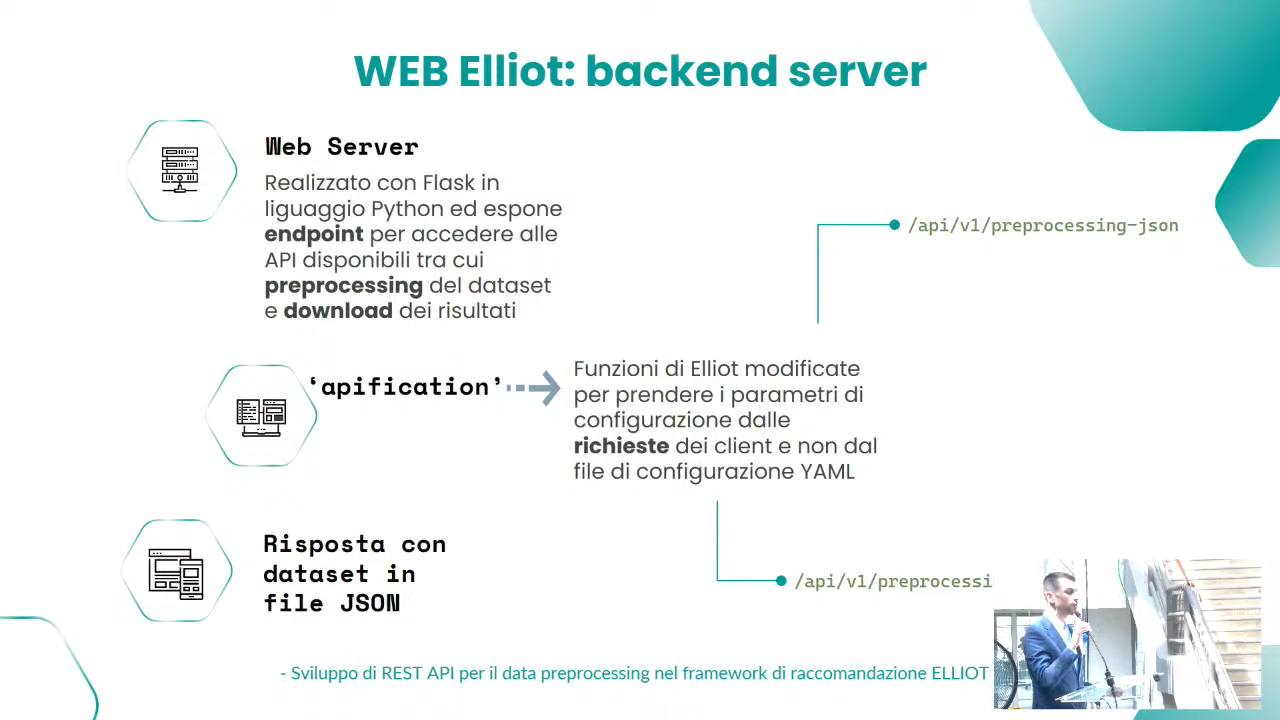 WEB Elliot: backend server
Web Server
Realizzato con Flask in
liguaggio Python ed espone
endpoint per accedere alle
API disponibili tra cui
preprocessing del dataset
e download dei risultati
/api/v1/preprocessing-json
‘apification’
Funzioni di Elliot modificate
per prendere i parametri di
configurazione dalle
richieste dei client e non dal
file di configurazione YAML
Risposta con
dataset in
file JSON
/api/v1/preprocessi
- Sviluppo di REST API per il data preprocessing nel framework di raccomandazione ELLIOT